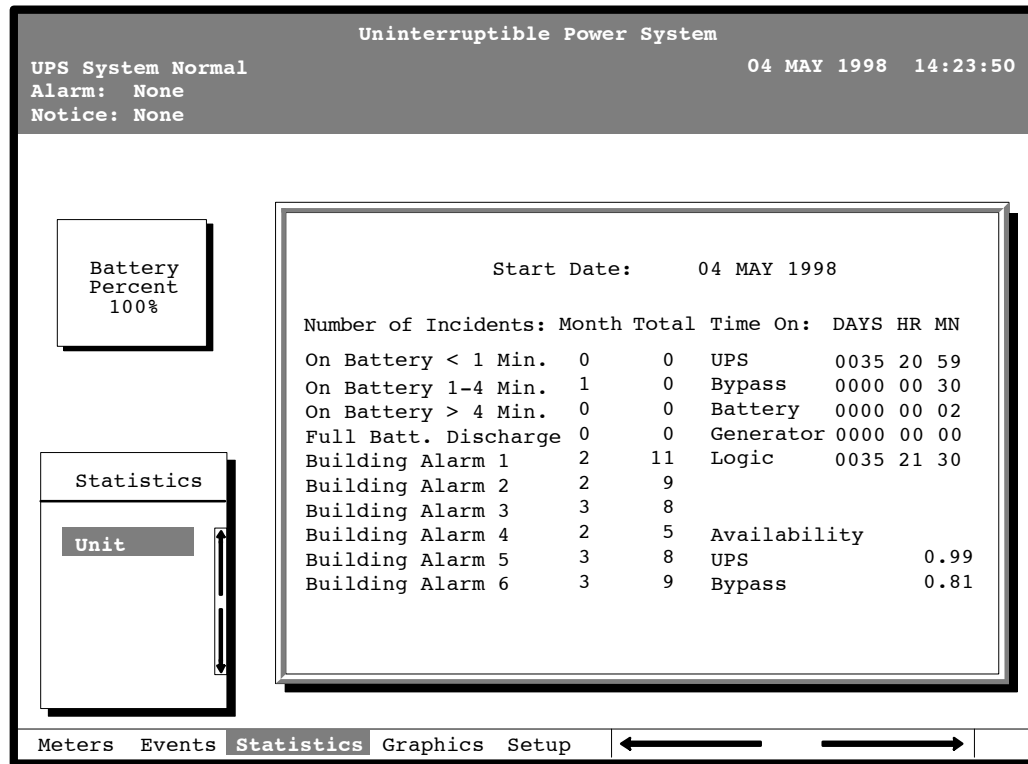 Uninterruptible Power System
UPS System Normal 04 MAY 1998 14:23:50
Alarm: None
Notice: None
Battery
Percent
100%
Start Date: 04 MAY 1998
Number of Incidents: Month Total Time On: DAYS HR MN
On Battery < 1 Min. 0 0 UPS 0035 20 59
On Battery 1-4 Min. 1 0 Bypass 0000 00 30
On Battery > 4 Min. 0 0 Battery 0000 00 02
Full Batt. Discharge 0 0 Generator 0000 00 00
Building Alarm 1 2 11 Logic 0035 21 30
Building Alarm 2 2 9
Building Alarm 3 3 8
Building Alarm 4 2 5 Availability
Building Alarm 5 3 8 UPS 0.99
Building Alarm 6 3 9 Bypass 0.81
Statistics
Unit
Meters Events Statistics Graphics Setup